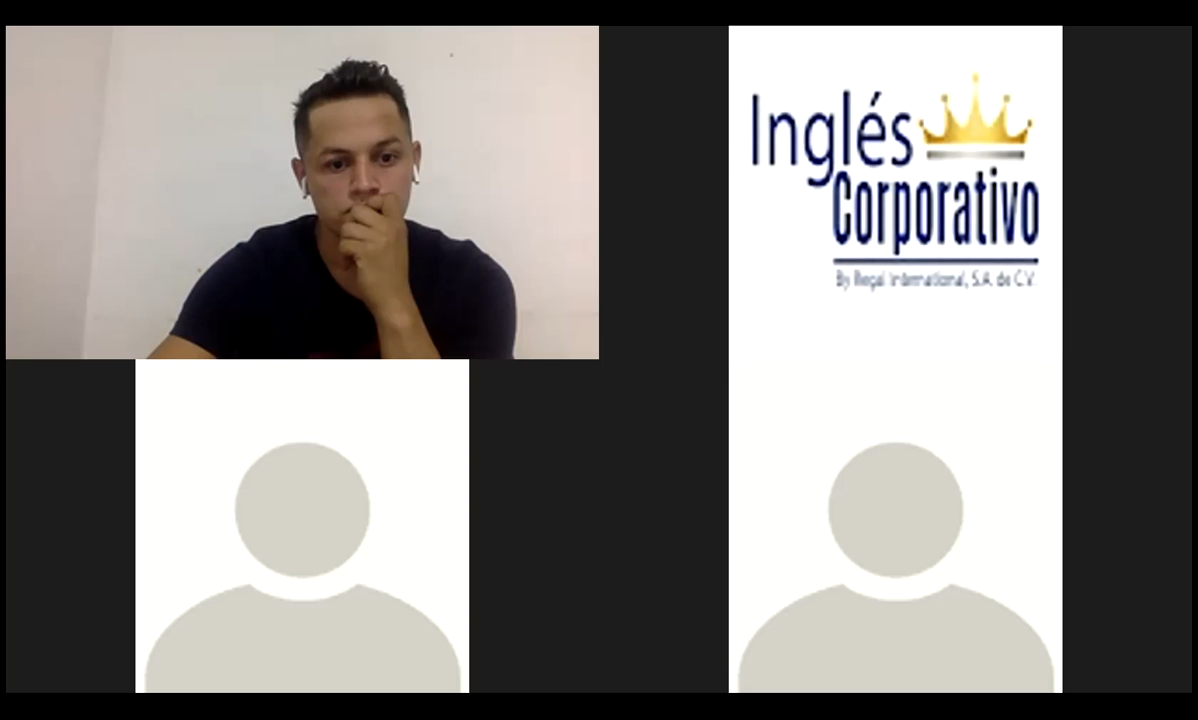 Inglés
Corporativo
By Regal International, S.A. de C.V.